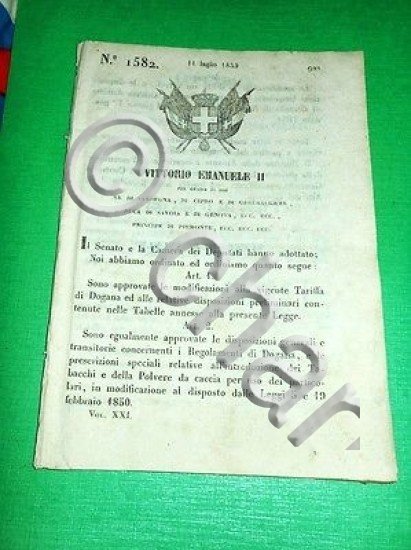 N.º 1582.
11 luglio 1853
VITTORIO EMANUELE II
PER GRAZIA DI DIO
RE DI SARDEGNA, DI CIPRO E DI GERUSALEMME,
DUCA DI SAVOIA E DI GENOVA, ECC. ECC.,
PRINCIPE DI PIEMONTE, ECC. ECC. ECC.
Il Senato e la Camera dei Deputati hanno adottato;
Noi abbiamo ordinato ed ordiniamo quanto segue:
Art. 1.
Sono approvate le modificazioni alla vigente Tariffa
di Dogana ed alle relative disposizioni preliminari con-
tenute nelle Tabelle annesse alla presente Legge.
Art.
Sono egualmente approvate le disposizioni generali e
transitorie concernenti i Regolamenti di Dogana, le
prescrizioni speciali relative all'introduzione dei Ta-
bacchi e della Polvere da caccia per uso dei partico-
lari, in modificazione al disposto dalle Leggi e 19
febbraio 1850.
Vol. XXI.
© char